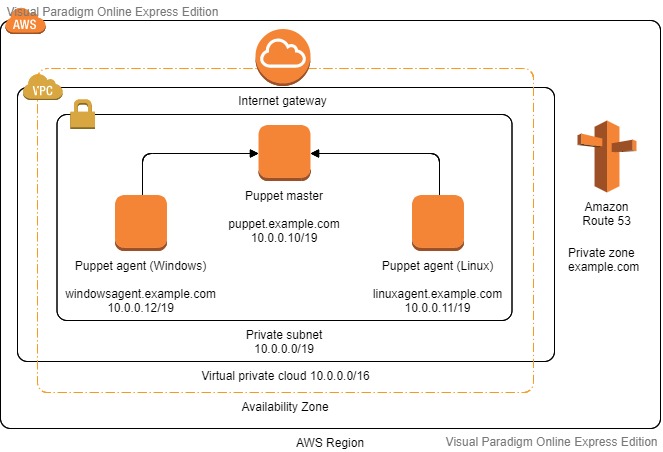 Visual Paradigm Online Express Edition
AWS
VPC
Internet gateway
Puppet master
puppet.example.com
10.0.0.10/19
Puppet agent (Windows)
windowsagent.example.com
10.0.0.12/19
Puppet agent (Linux)
linuxagent.example.com
10.0.0.11/19
Amazon
Route 53
Private zone
example.com
Private subnet
10.0.0.0/19
Virtual private cloud 10.0.0.0/16
Availability Zone
AWS Region
Visual Paradigm Online Express Edition